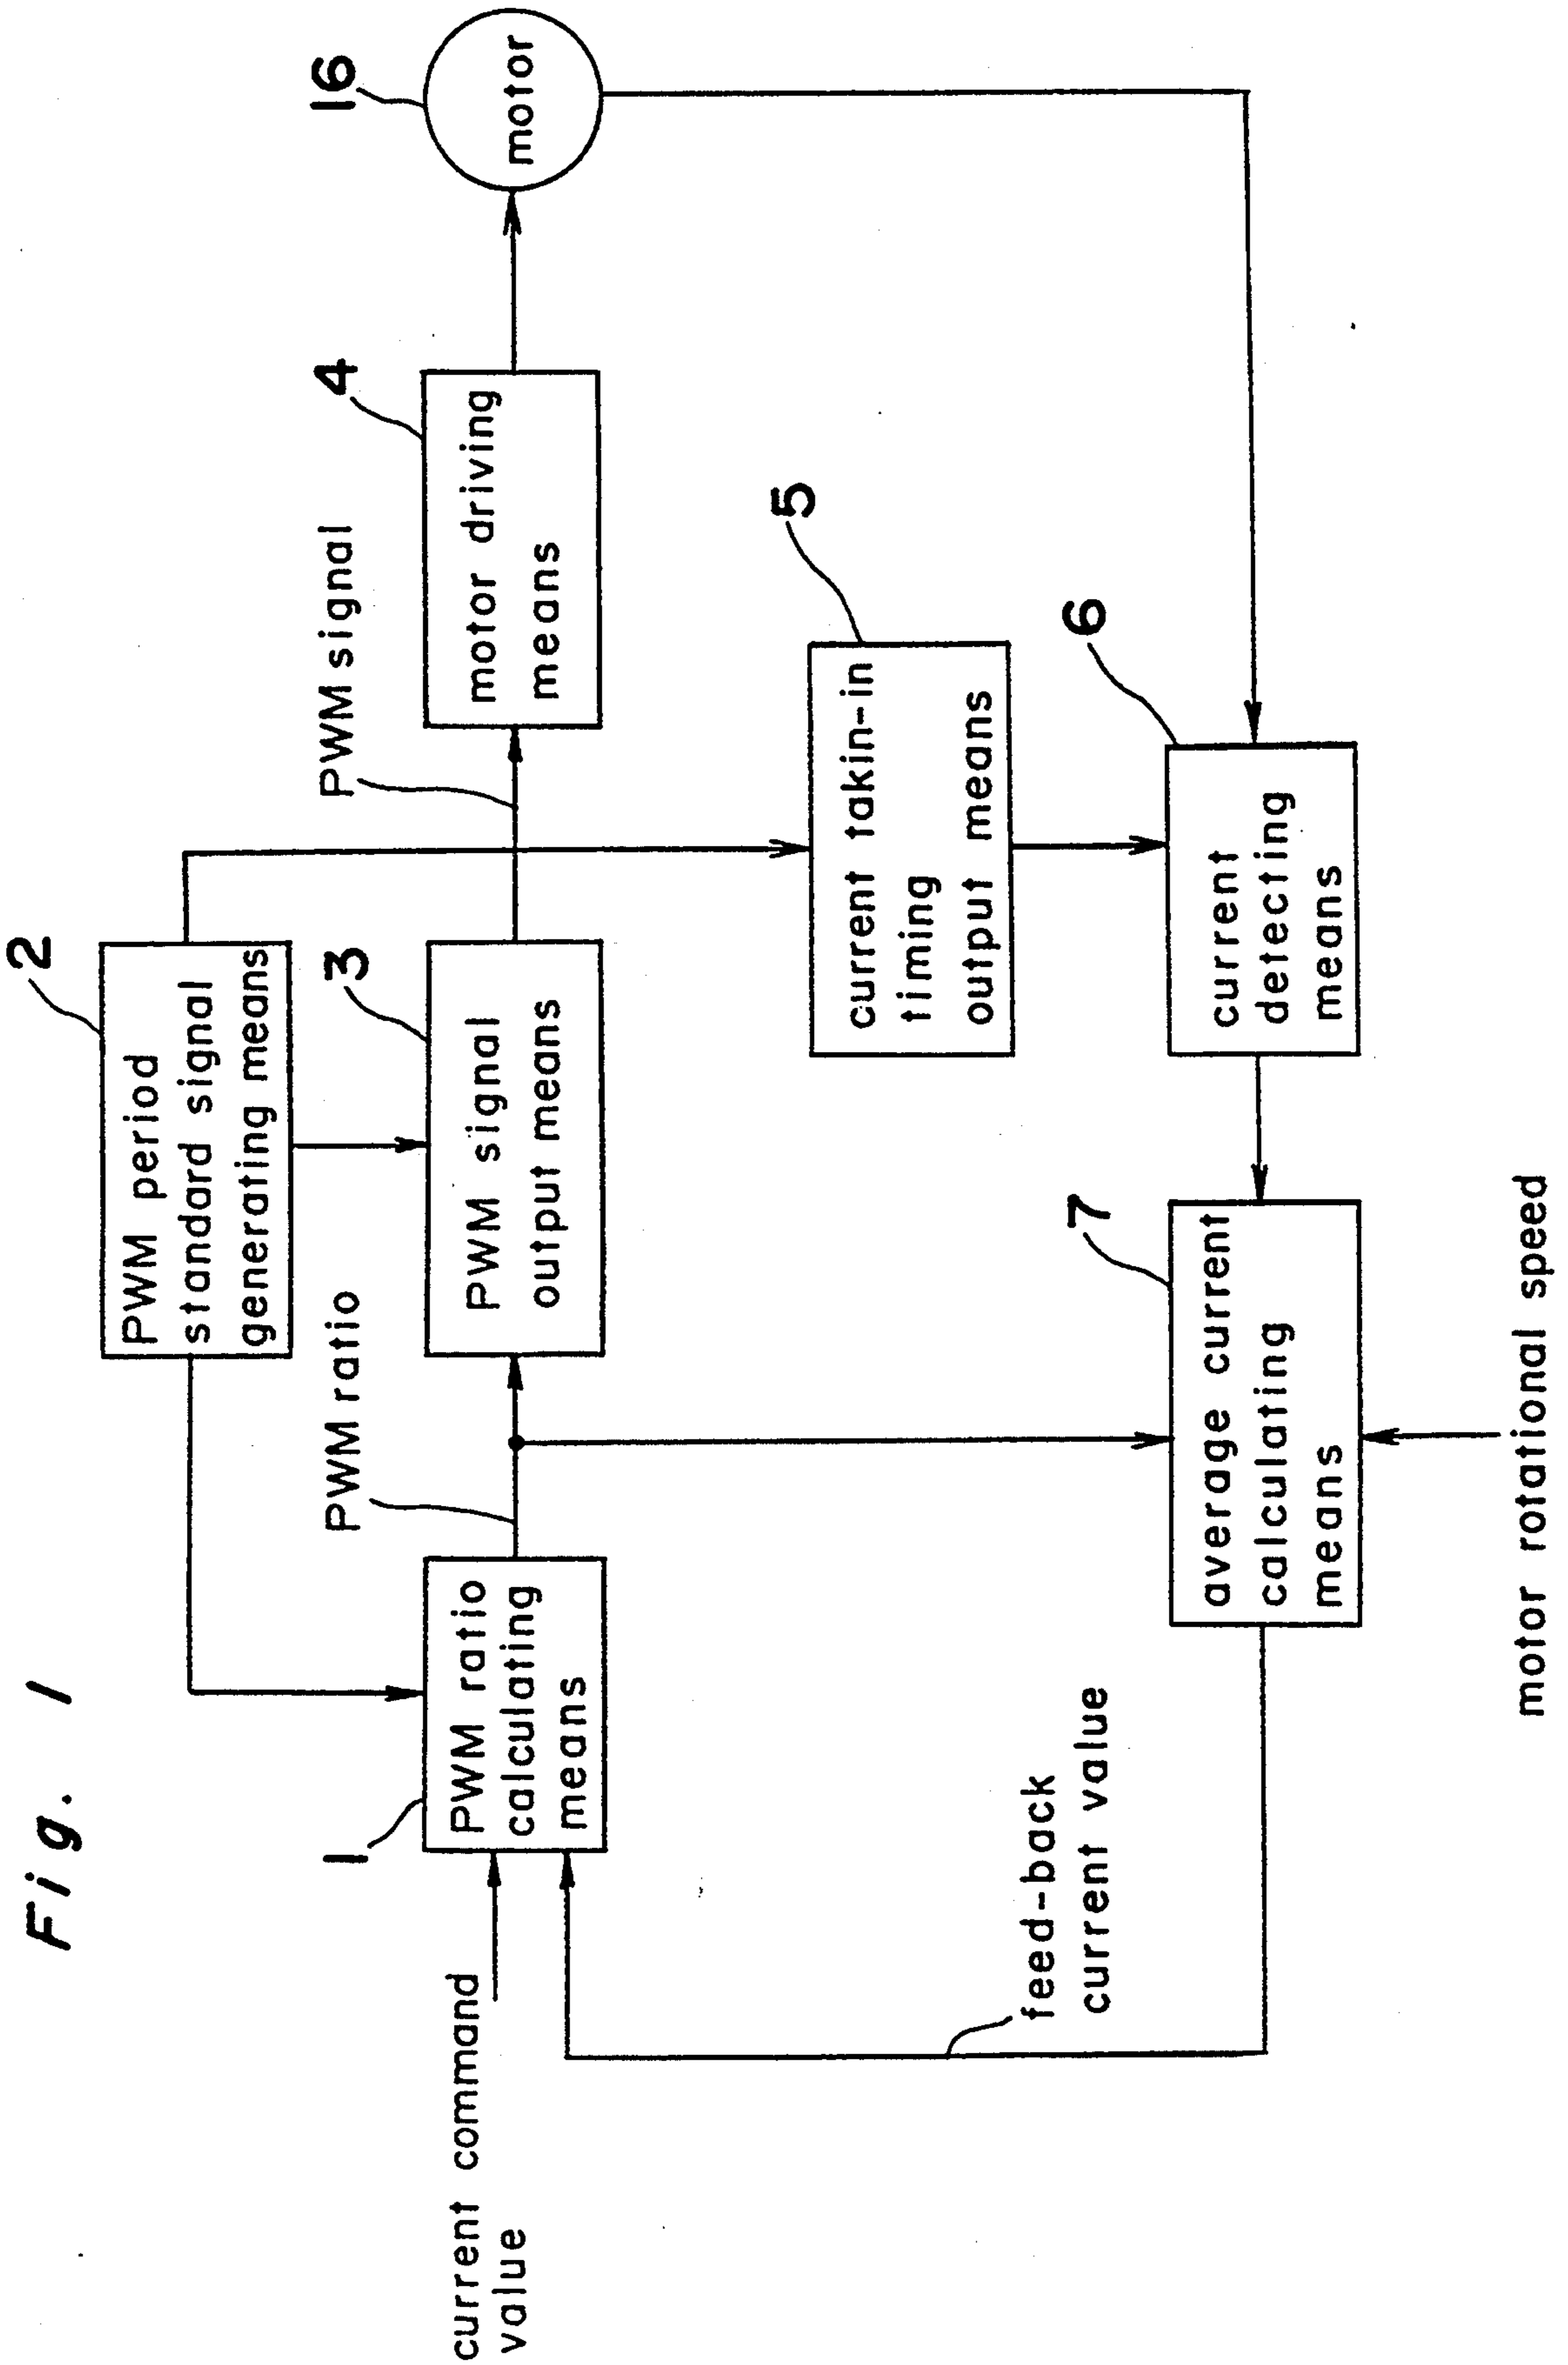 Fig. 1
2
PWM period
standard signal
generating means
PWM ratio
3
PWM signal
4
16
1
PWM ratio
calculating
means
PWM signal
output means
motor driving
means
motor
current command
value
5
current takin-in
timing
output means
feed-back
current value
7
average current
calculating
means
6
current
detecting
means
motor rotational speed